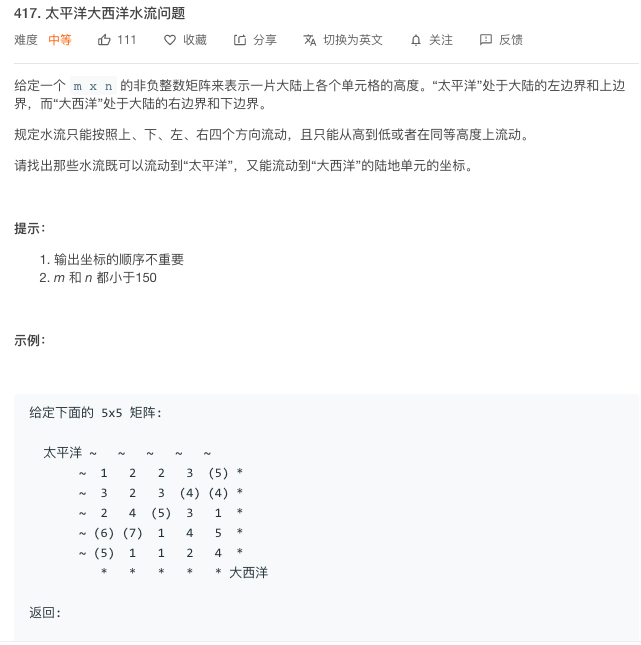 417. 太平洋大西洋水流问题
难度 中等 111 收藏 分享 切换为英文 关注 反馈
给定一个 m x n 的非负整数矩阵来表示一片大陆上各个单元格的高度。“太平洋”处于大陆的左边界和上边
界，而“大西洋”处于大陆的右边界和下边界。
规定水流只能按照上、下、左、右四个方向流动，且只能从高到低或者在同等高度上流动。
请找出那些水流既可以流动到“太平洋”，又能流动到“大西洋”的陆地单元的坐标。
提示：
1. 输出坐标的顺序不重要
2. m 和 n 都小于150
示例：
给定下面的 5x5 矩阵:
太平洋 ~ ~ ~ ~ ~
~ 1 2 2 3 (5) *
~ 3 2 3 (4) (4) *
~ 2 4 (5) 3 1 *
~ (6) (7) 1 4 5 *
~ (5) 1 1 2 4 *
* * * * * 大西洋
返回: